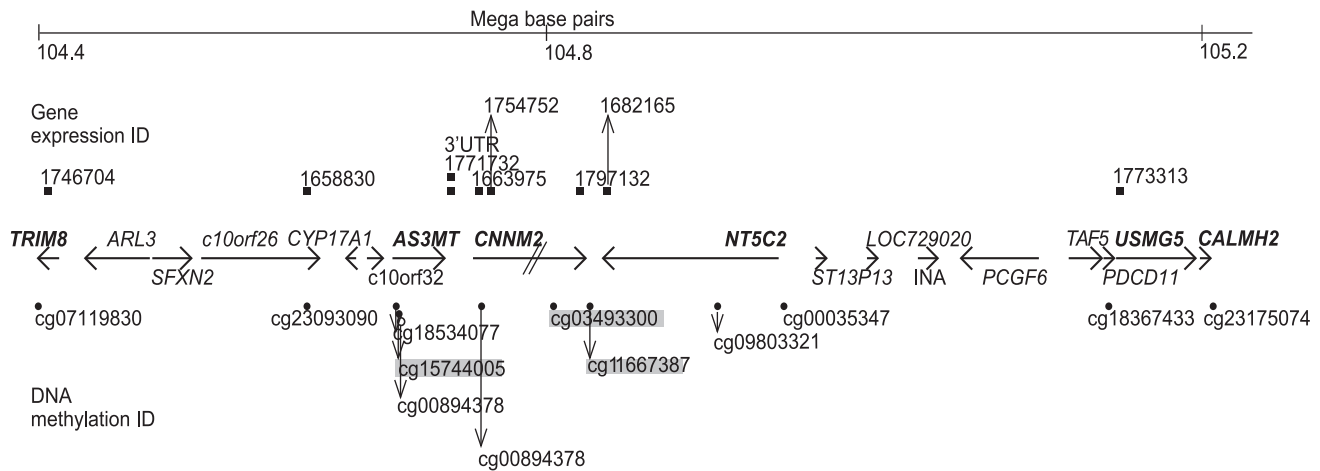 Mega base pairs
104.4 104.8 105.2
Gene
expression ID
1754752 1682165
3'UTR
1771732
1746704 1658830 1663975 1797132 1773313
TRIM8 ARL3 c10orf26 CYP17A1 AS3MT CNNM2 NT5C2 LOC729020 TAF5 USMG5 CALMH2
SFXN2 c10orf32 ST13P13 INA PCGF6 PDCD11
cg07119830 cg23093090 cg03493300 cg00035347 cg18367433 cg23175074
cg18534077 cg09803321
cg15744005 cg11667387
DNA
methylation ID
cg00894378
cg00894378